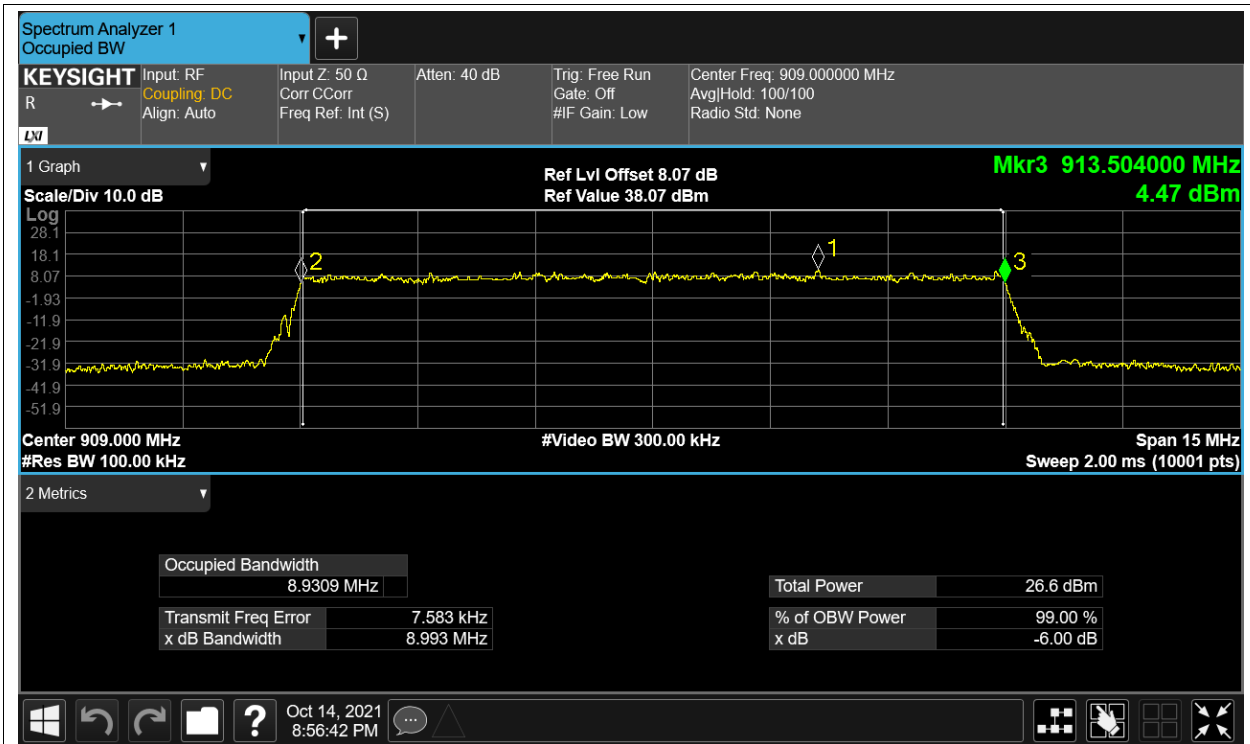 Spectrum Analyzer 1
Occupied BW
KEYSIGHT Input: RF Input Z: 50 Ω Atten: 40 dB Trig: Free Run Center Freq: 909.000000 MHz
R Coupling: DC Corr CCorr Gate: Off Avg|Hold: 100/100
Align: Auto Freq Ref: Int (S) #IF Gain: Low Radio Std: None
LXI
1 Graph Ref Lvl Offset 8.07 dB Mkr3 913.504000 MHz
Scale/Div 10.0 dB Ref Value 38.07 dBm 4.47 dBm
Log
28.1
18.1
8.07
-1.93
-11.9
-21.9
-31.9
-41.9
-51.9
2
1
3
Center 909.000 MHz #Video BW 300.00 kHz Span 15 MHz
#Res BW 100.00 kHz Sweep 2.00 ms (10001 pts)
2 Metrics
Occupied Bandwidth
8.9309 MHz Total Power 26.6 dBm
Transmit Freq Error 7.583 kHz % of OBW Power 99.00 %
x dB Bandwidth 8.993 MHz x dB -6.00 dB
? Oct 14, 2021
8:56:42 PM